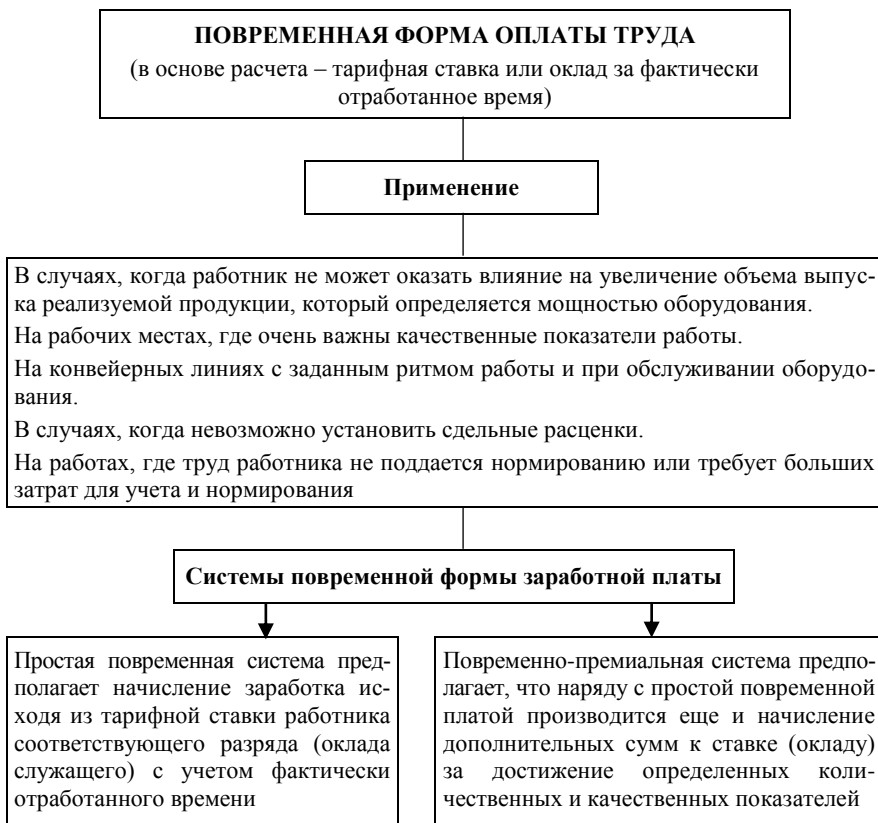 ПОВРЕМЕННАЯ ФОРМА ОПЛАТЫ ТРУДА
(в основе расчета – тарифная ставка или оклад за фактически
отработанное время)
Применение
В случаях, когда работник не может оказать влияние на увеличение объема выпус-
ка реализуемой продукции, который определяется мощностью оборудования.
На рабочих местах, где очень важны качественные показатели работы.
На конвейерных линиях с заданным ритмом работы и при обслуживании оборудо-
вания.
В случаях, когда невозможно установить сдельные расценки.
На работах, где труд работника не поддается нормированию или требует больших
затрат для учета и нормирования
Системы повременной формы заработной платы
Простая повременная система пред-
полагает начисление заработка ис-
ходя из тарифной ставки работника
соответствующего разряда (оклада
служащего) с учетом фактически
отработанного времени
Повременно-премиальная система предпо-
лагает, что наряду с простой повременной
платой производится еще и начисление
дополнительных сумм к ставке (окладу)
за достижение определенных коли-
чественных и качественных показателей